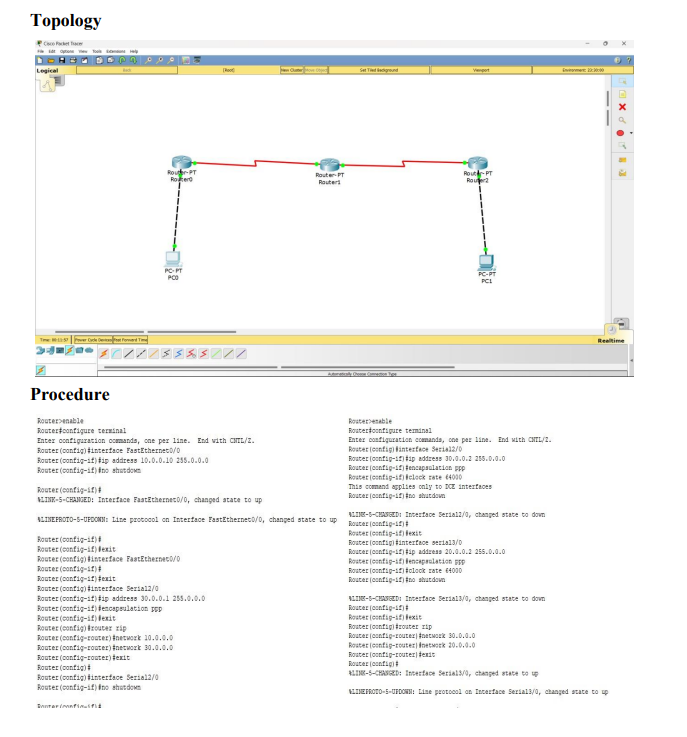 Topology
Cisco Packet Tracer
File Edit Options View Tools Extensions Help
Logical
Back
[Root]
New Cluster
Move Object
Set Tiled Background
Viewport
Environment: 22:30:00
Router-PT
Router0
Router-PT
Router1
Router-PT
Router2
PC-PT
PC0
PC-PT
PC1
Time: 00:11:57
Power Cycle Devices
Fast Forward Time
Realtime
Automatically Choose Connection Type
Procedure
Router>enable
Router#configure terminal
Enter configuration commands, one per line. End with CNTL/Z.
Router(config)#interface FastEthernet0/0
Router(config-if)#ip address 10.0.0.10 255.0.0.0
Router(config-if)#no shutdown
Router(config-if)#
%LINK-5-CHANGED: Interface FastEthernet0/0, changed state to up
%LINEPROTO-5-UPDOWN: Line protocol on Interface FastEthernet0/0, changed state to up
Router(config-if)#
Router(config-if)#exit
Router(config)#interface FastEthernet0/0
Router(config-if)#
Router(config-if)#exit
Router(config)#interface Serial2/0
Router(config-if)#ip address 30.0.0.1 255.0.0.0
Router(config-if)#encapsulation ppp
Router(config-if)#exit
Router(config)#router rip
Router(config-router)#network 10.0.0.0
Router(config-router)#network 30.0.0.0
Router(config-router)#exit
Router(config)#
Router(config)#interface Serial2/0
Router(config-if)#no shutdown
Router(config-if)#
Router>enable
Router#configure terminal
Enter configuration commands, one per line. End with CNTL/Z.
Router(config)#interface Serial2/0
Router(config-if)#ip address 30.0.0.2 255.0.0.0
Router(config-if)#encapsulation ppp
Router(config-if)#clock rate 64000
This command applies only to DCE interfaces
Router(config-if)#no shutdown
%LINK-5-CHANGED: Interface Serial2/0, changed state to down
Router(config-if)#
Router(config-if)#exit
Router(config)#interface serial3/0
Router(config-if)#ip address 20.0.0.2 255.0.0.0
Router(config-if)#encapsulation ppp
Router(config-if)#clock rate 64000
Router(config-if)#no shutdown
%LINK-5-CHANGED: Interface Serial3/0, changed state to down
Router(config-if)#
Router(config-if)#exit
Router(config)#router rip
Router(config-router)#network 30.0.0.0
Router(config-router)#network 20.0.0.0
Router(config-router)#exit
Router(config)#
%LINK-5-CHANGED: Interface Serial3/0, changed state to up
%LINEPROTO-5-UPDOWN: Line protocol on Interface Serial3/0, changed state to up